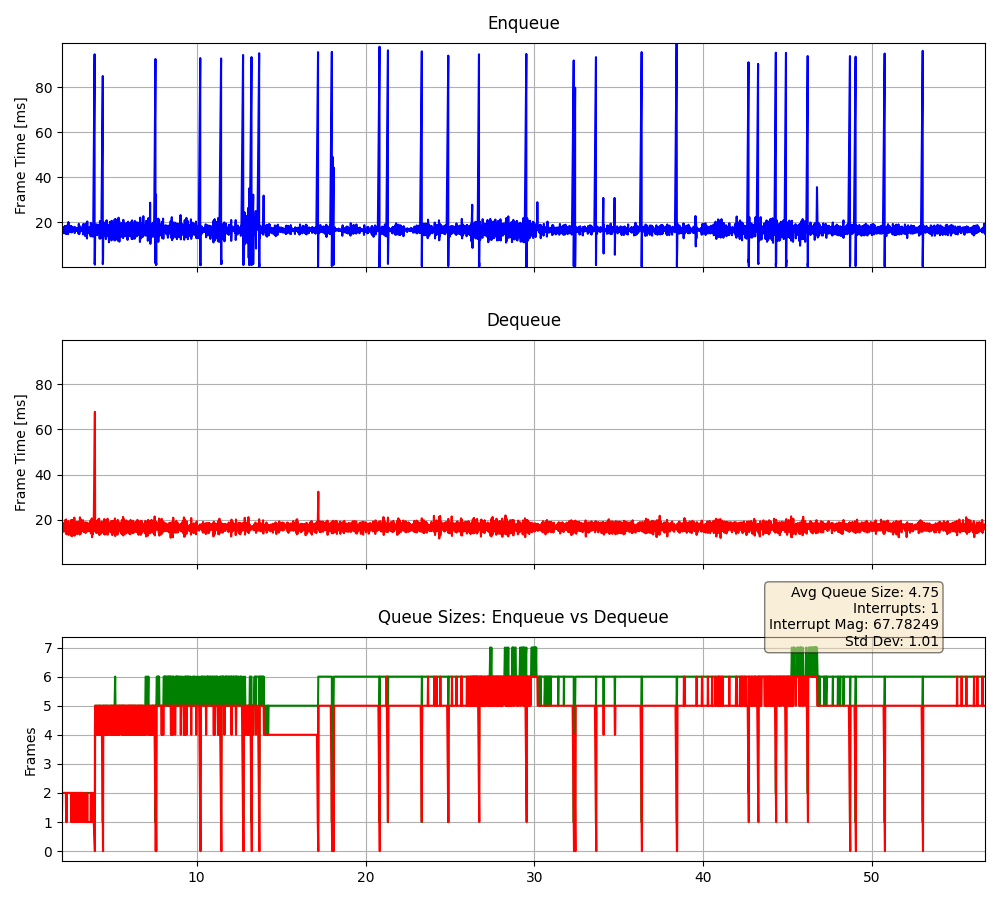 Enqueue
Frame Time [ms]
80
60
40
20
Dequeue
Frame Time [ms]
80
60
40
20
Avg Queue Size: 4.75
Interrupts: 1
Interrupt Mag: 67.78249
Std Dev: 1.01
Queue Sizes: Enqueue vs Dequeue
Frames
7
6
5
4
3
2
1
0
10 20 30 40 50